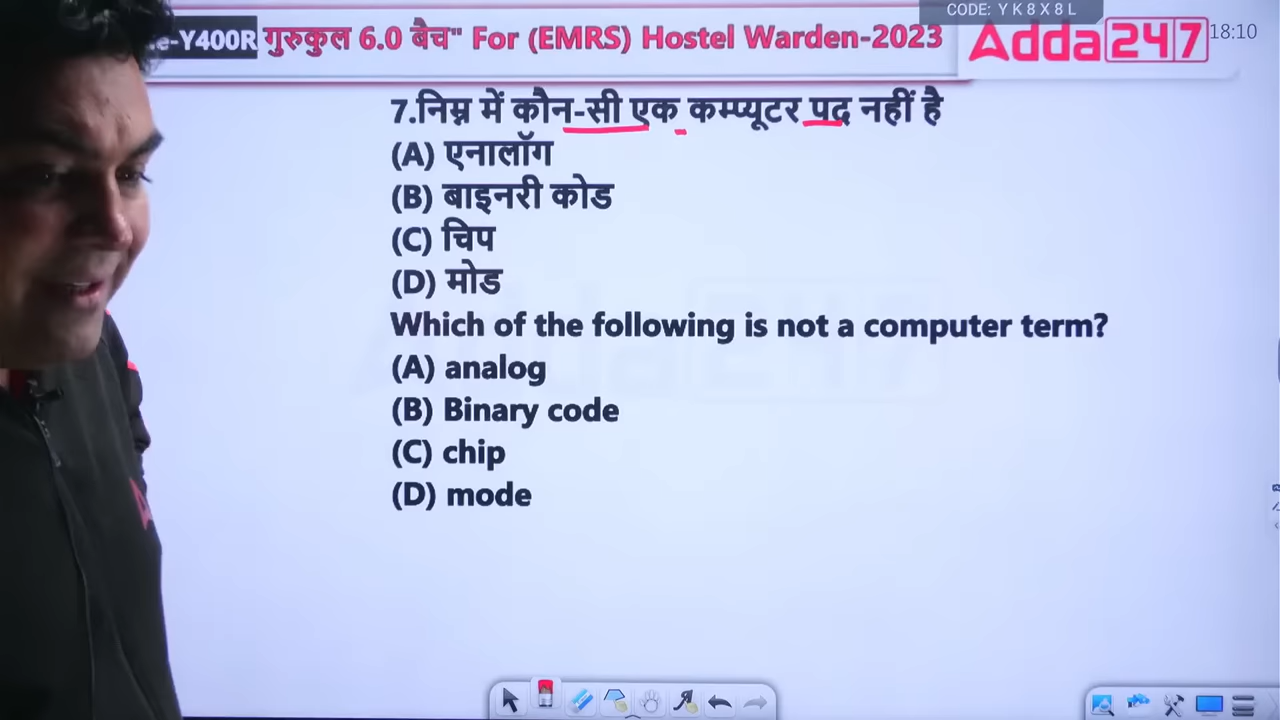 CODE: Y K 8 X 8 L
e-Y400R गुरुकुल 6.0 बैच" For (EMRS) Hostel Warden-2023
Adda247
18:10
7.निम्न में कौन-सी एक कम्प्यूटर पद नहीं है
(A) एनालॉग
(B) बाइनरी कोड
(C) चिप
(D) मोड
Which of the following is not a computer term?
(A) analog
(B) Binary code
(C) chip
(D) mode